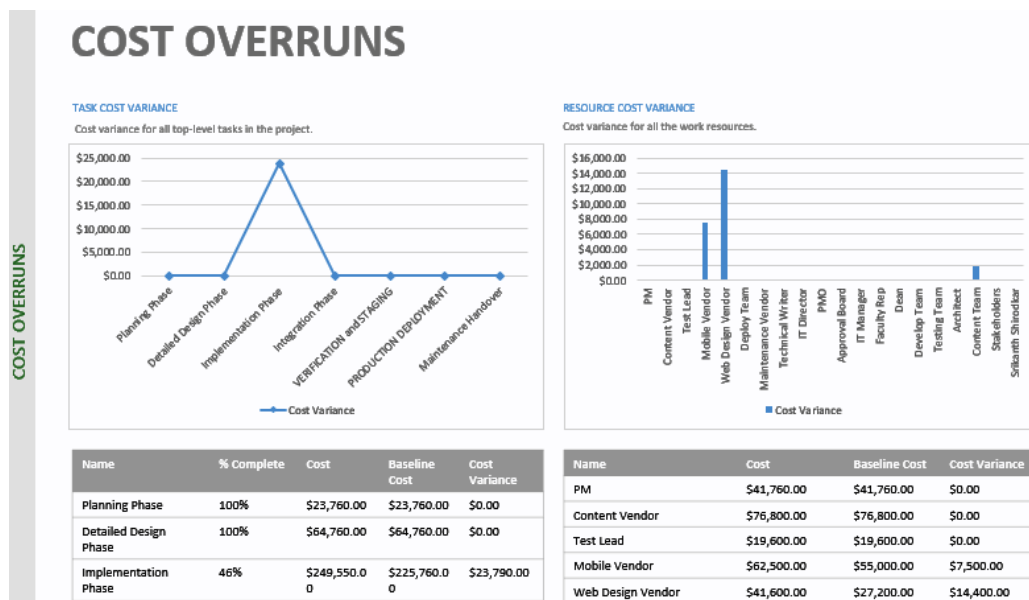 COST OVERRUNS
COST OVERRUNS
TASK COST VARIANCE
Cost variance for all top-level tasks in the project.
$25,000.00
$20,000.00
$15,000.00
$10,000.00
$5,000.00
$0.00
Planning Phase
Detailed Design Phase
Implementation Phase
Integration Phase
VERIFICATION and STAGING
PRODUCTION DEPLOYMENT
Maintenance Handover
Cost Variance
RESOURCE COST VARIANCE
Cost variance for all the work resources.
$16,000.00
$14,000.00
$12,000.00
$10,000.00
$8,000.00
$6,000.00
$4,000.00
$2,000.00
$0.00
PM
Content Vendor
Test Lead
Mobile Vendor
Web Design Vendor
Deploy Team
Maintenance Vendor
Technical Writer
IT Director
PMO
Approval Board
IT Manager
Faculty Rep
Dean
Develop Team
Testing Team
Architect
Content Team
Stakeholders
Srikanth Shirodkar
Cost Variance
Name % Complete Cost Baseline Cost
Cost Variance
Planning Phase 100% $23,760.00 $23,760.00 $0.00
Detailed Design 100% $64,760.00 $64,760.00 $0.00
Phase
Implementation 46% $249,550.0 $225,760.0 $23,790.00
Phase 0 0
Name Cost Baseline Cost Cost Variance
PM $41,760.00 $41,760.00 $0.00
Content Vendor $76,800.00 $76,800.00 $0.00
Test Lead $19,600.00 $19,600.00 $0.00
Mobile Vendor $62,500.00 $55,000.00 $7,500.00
Web Design Vendor $41,600.00 $27,200.00 $14,400.00